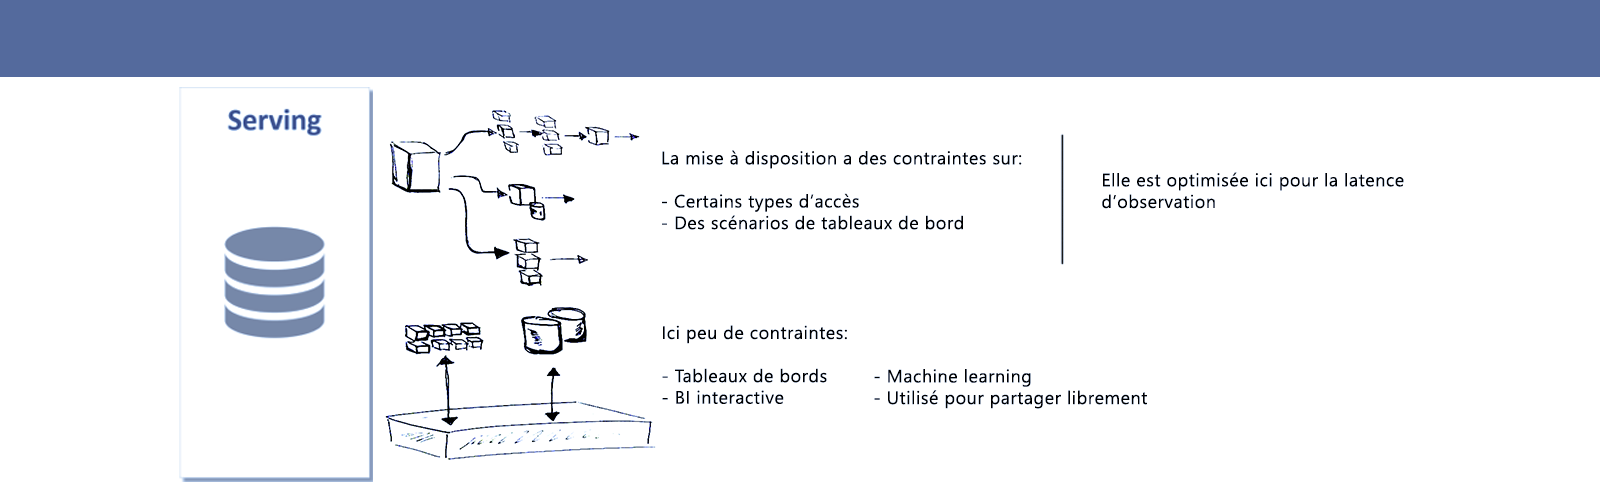 Serving
La mise à disposition a des contraintes sur:
- Certains types d'accès
- Des scénarios de tableaux de bord
Elle est optimisée ici pour la latence
d'observation
Ici peu de contraintes:
- Tableaux de bords
- BI interactive
- Machine learning
- Utilisé pour partager librement